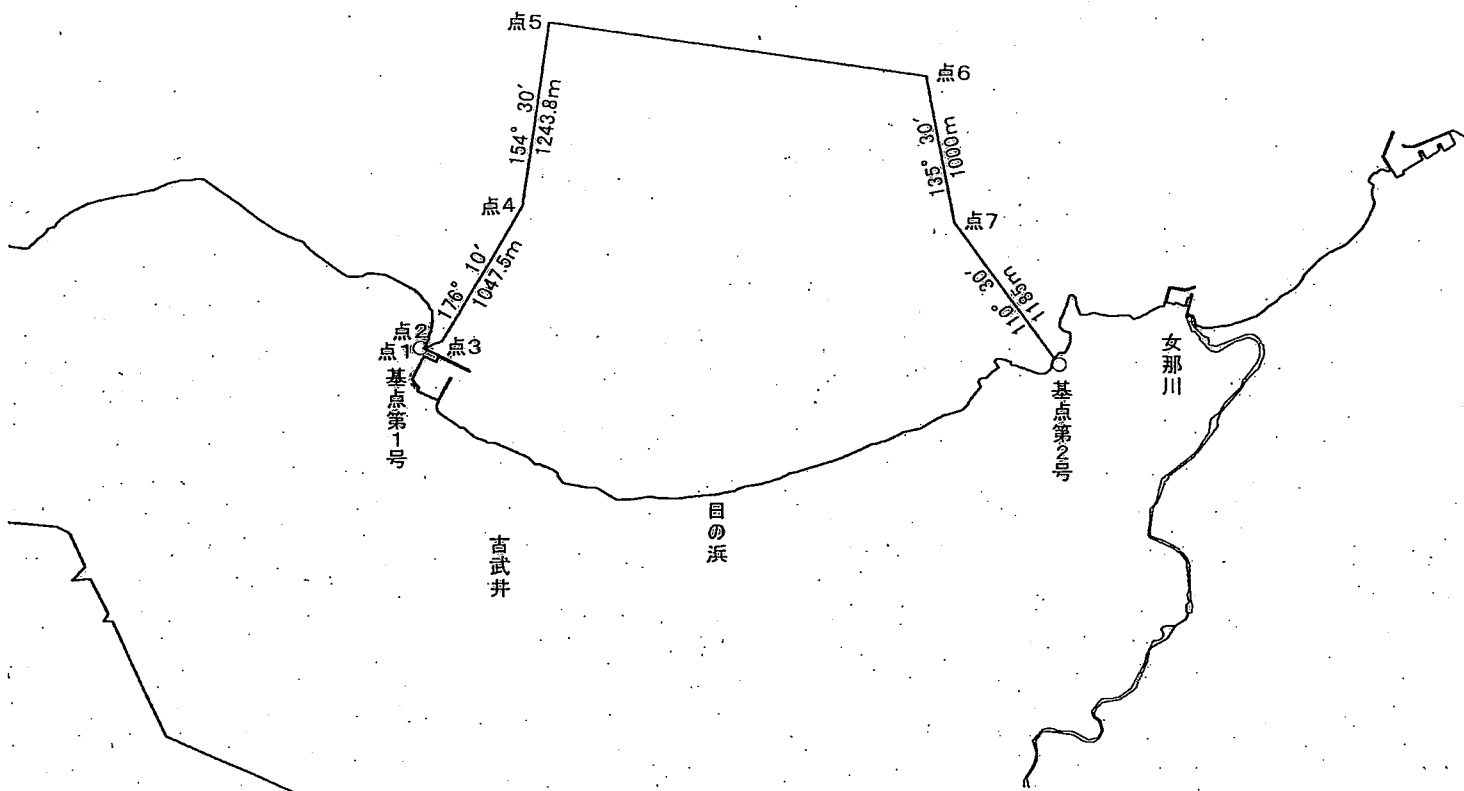 点5
点6
154° 30′
1243.8m
135° 30′
1000m
点4
点7
176° 10′
1047.5m
110° 30′
1185m
点2
点1
点3
基点第1号
基点第2号
女那川
日の浜
古武井